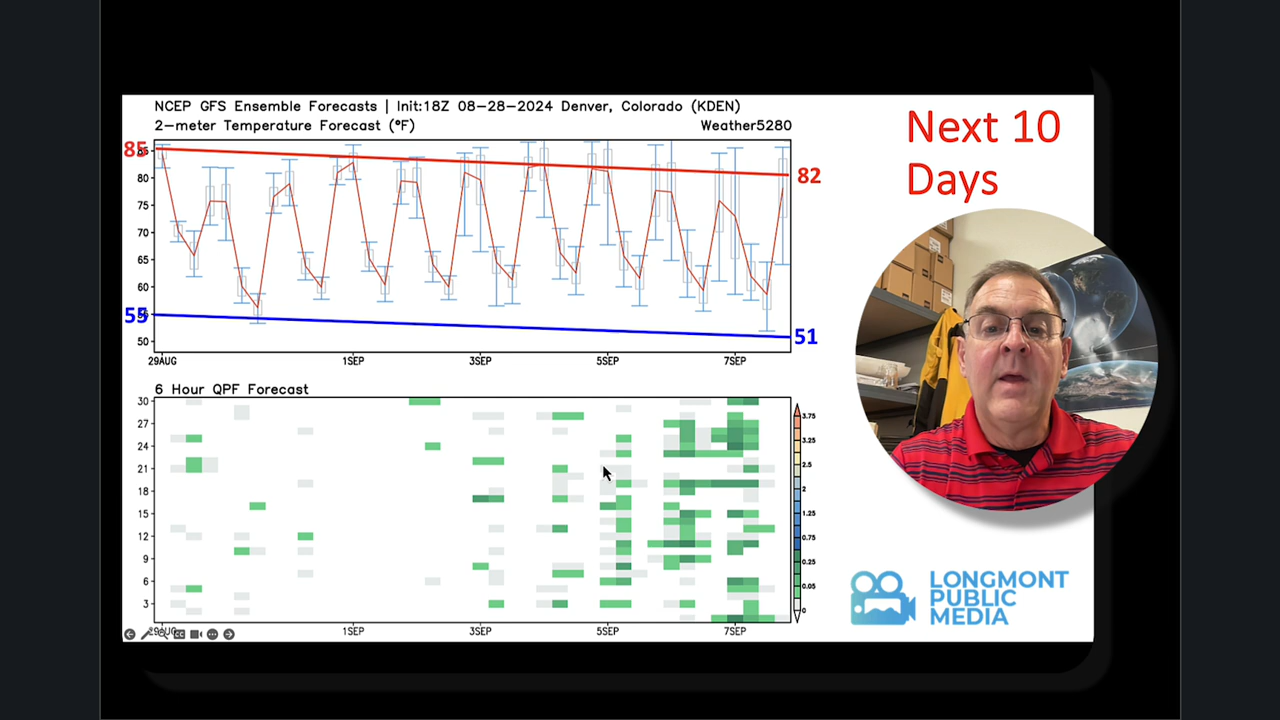 NCEP GFS Ensemble Forecasts | Init:18Z 08-28-2024 Denver, Colorado (KDEN)
2-meter Temperature Forecast (°F)
Weather5280
Next 10
Days
85
85
80
75
70
65
60
55
55
50
82
51
29AUG
1SEP
3SEP
5SEP
7SEP
6 Hour QPF Forecast
30
27
24
21
18
15
12
9
6
3
3.75
3.25
2.5
2
1.25
0.75
0.25
0.05
0
29AUG
1SEP
3SEP
5SEP
7SEP
LONGMONT
PUBLIC
MEDIA